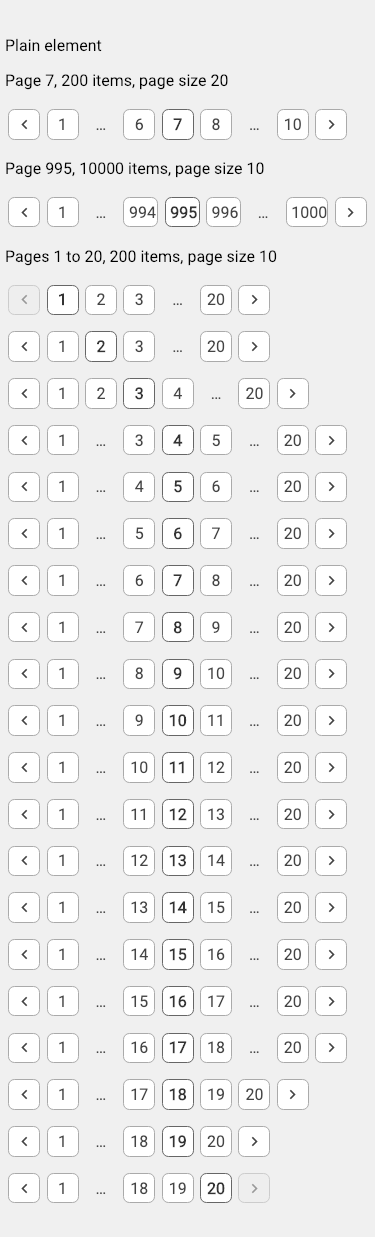 Plain element
Page 7, 200 items, page size 20
1 … 6 7 8 … 10
Page 995, 10000 items, page size 10
1 … 994 995 996 … 1000
Pages 1 to 20, 200 items, page size 10
1 2 3 … 20
1 2 3 … 20
1 2 3 4 … 20
1 … 3 4 5 … 20
1 … 4 5 6 … 20
1 … 5 6 7 … 20
1 … 6 7 8 … 20
1 … 7 8 9 … 20
1 … 8 9 10 … 20
1 … 9 10 11 … 20
1 … 10 11 12 … 20
1 … 11 12 13 … 20
1 … 12 13 14 … 20
1 … 13 14 15 … 20
1 … 14 15 16 … 20
1 … 15 16 17 … 20
1 … 16 17 18 … 20
1 … 17 18 19 20
1 … 18 19 20
1 … 18 19 20